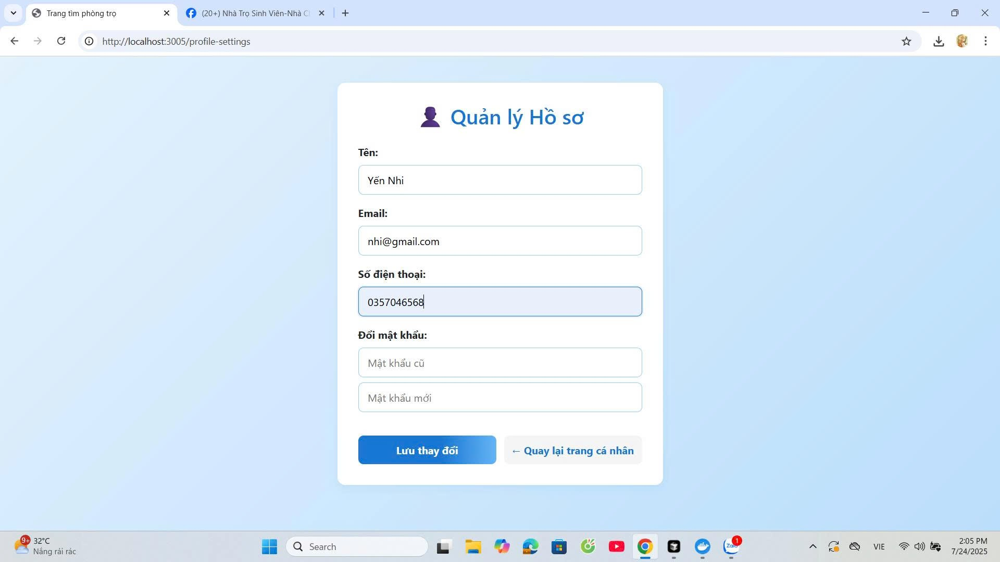 Trang tìm phòng trọ
(20+) Nhà Trọ Sinh Viên-Nhà C
http://localhost:3005/profile-settings
Quản lý Hồ sơ
Tên:
Yến Nhi
Email:
nhi@gmail.com
Số điện thoại:
0357046568
Đổi mật khẩu:
Mật khẩu cũ
Mật khẩu mới
Lưu thay đổi
← Quay lại trang cá nhân
9+
32°C
Nắng rải rác
Search
Zalo
1
VIE
2:05 PM
7/24/2025